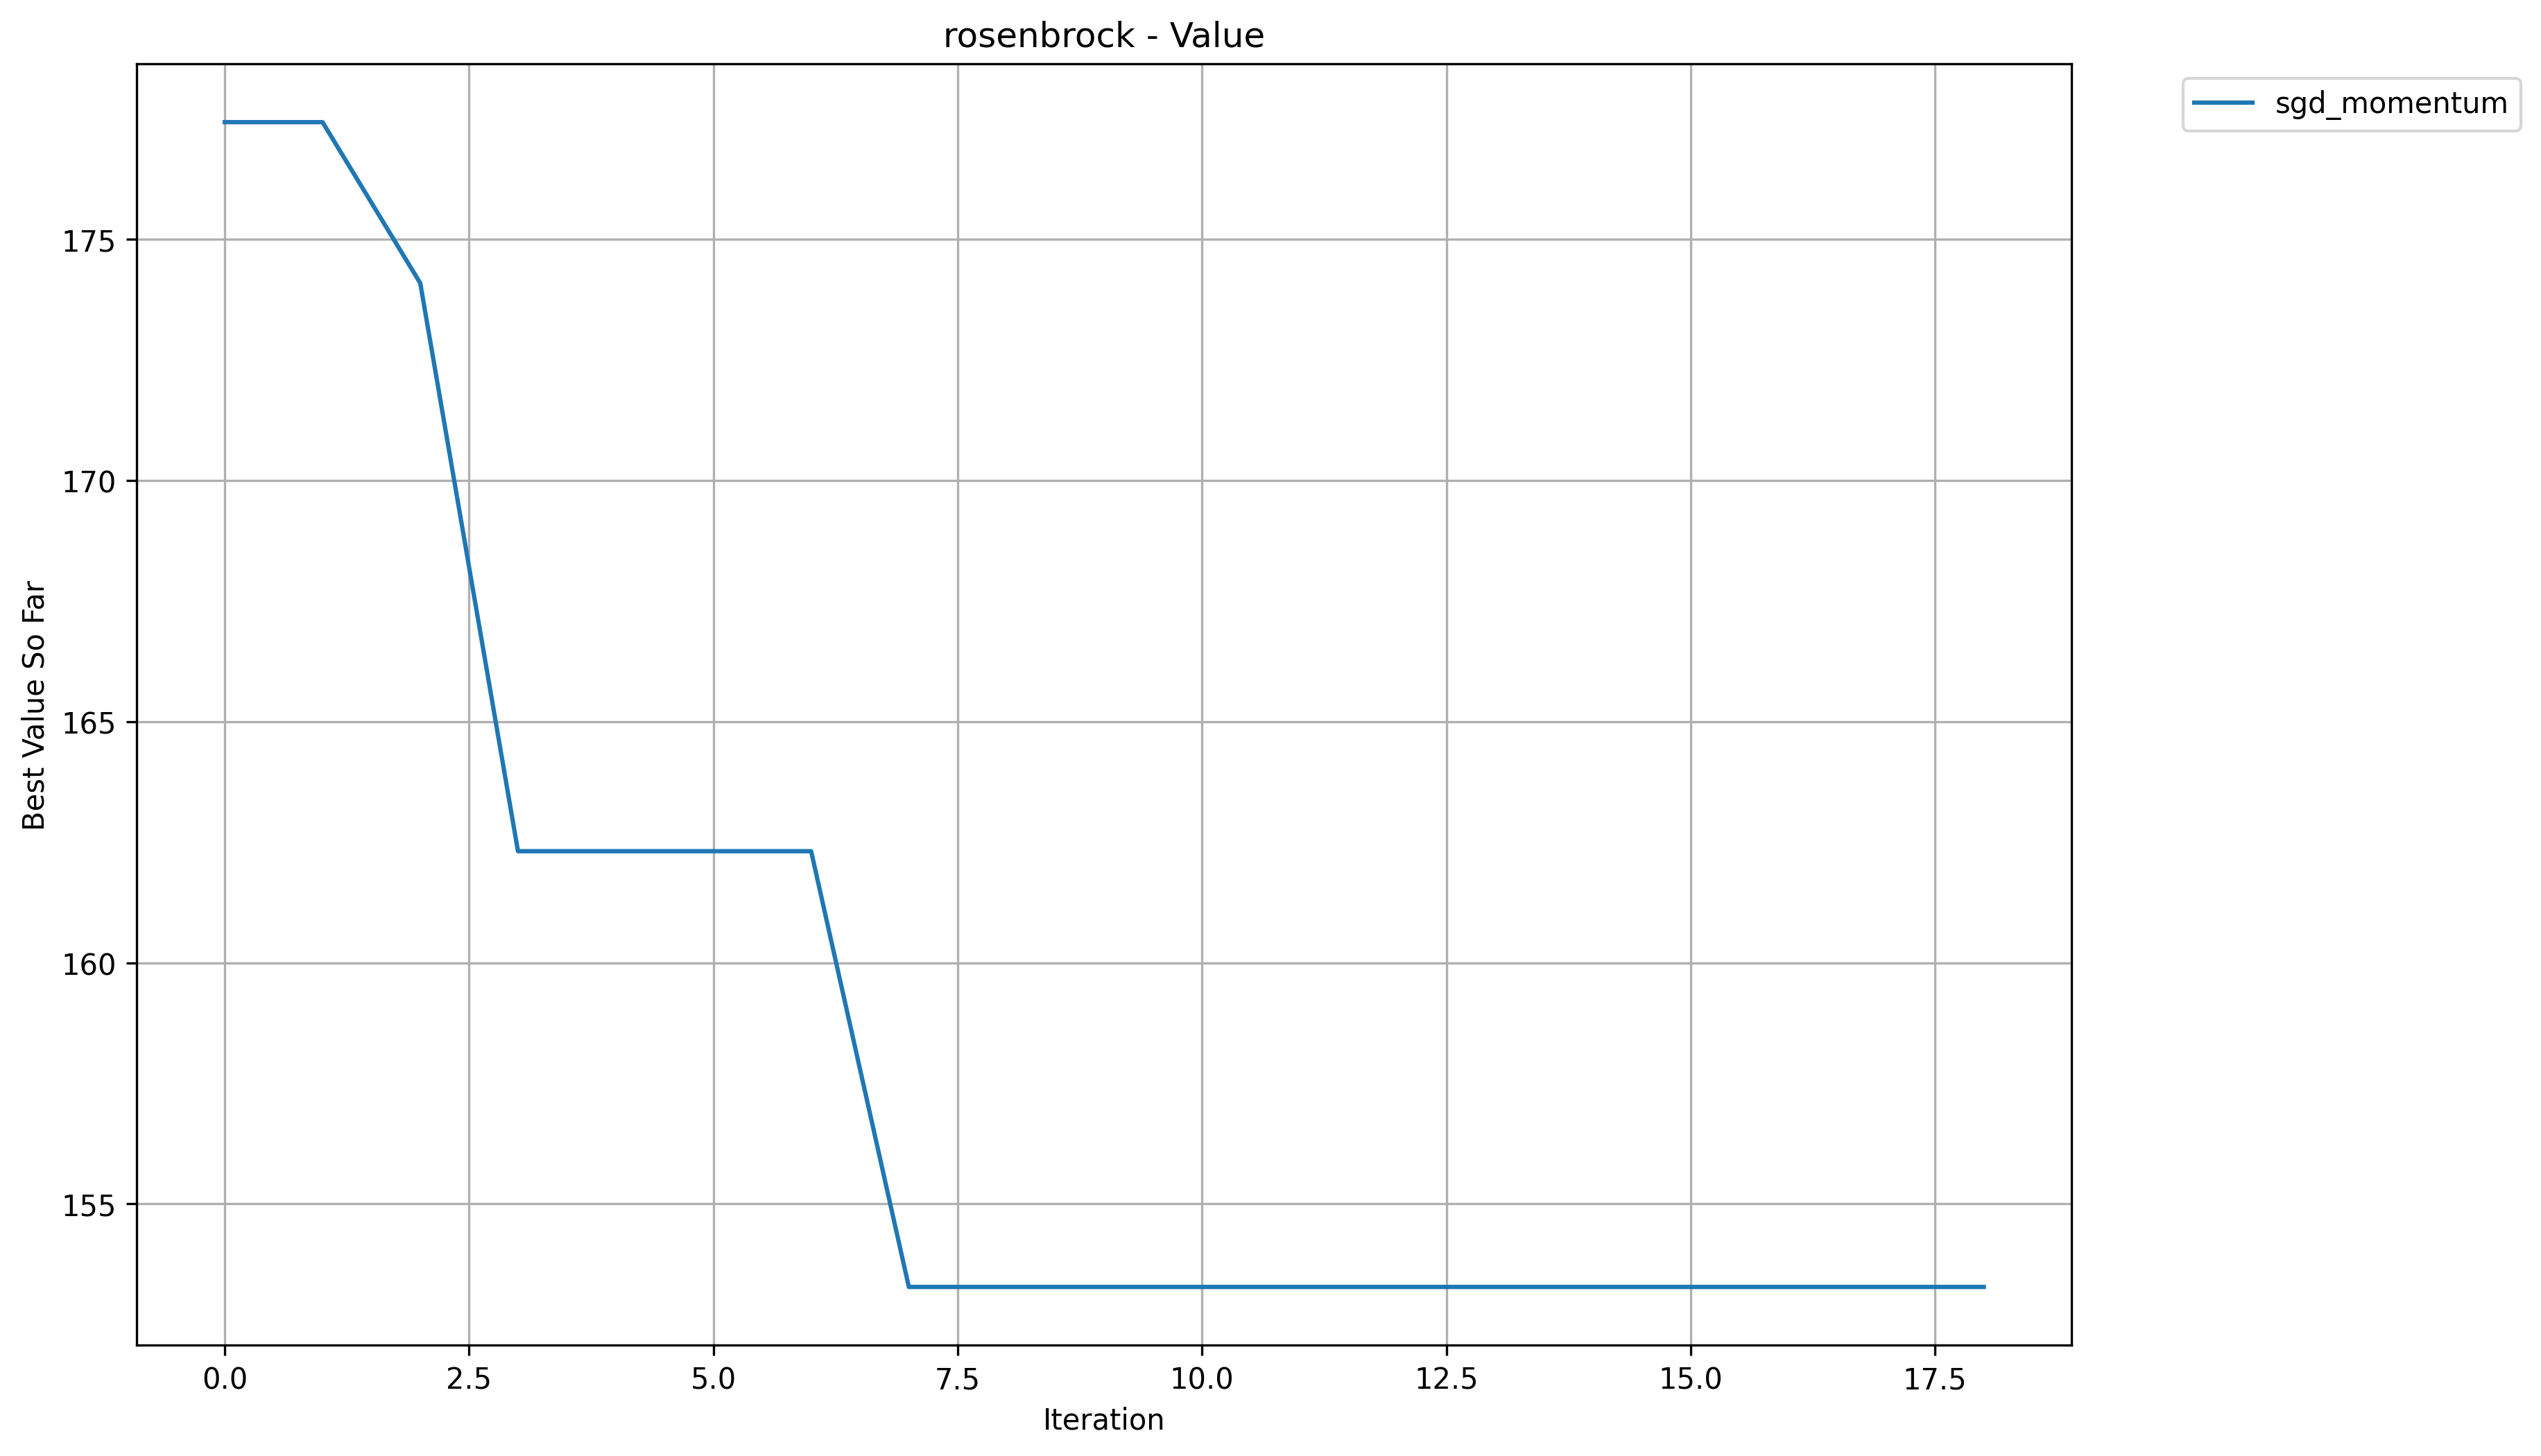 rosenbrock - Value
sgd_momentum
Best Value So Far
175
170
165
160
155
0.0 2.5 5.0 7.5 10.0 12.5 15.0 17.5
Iteration